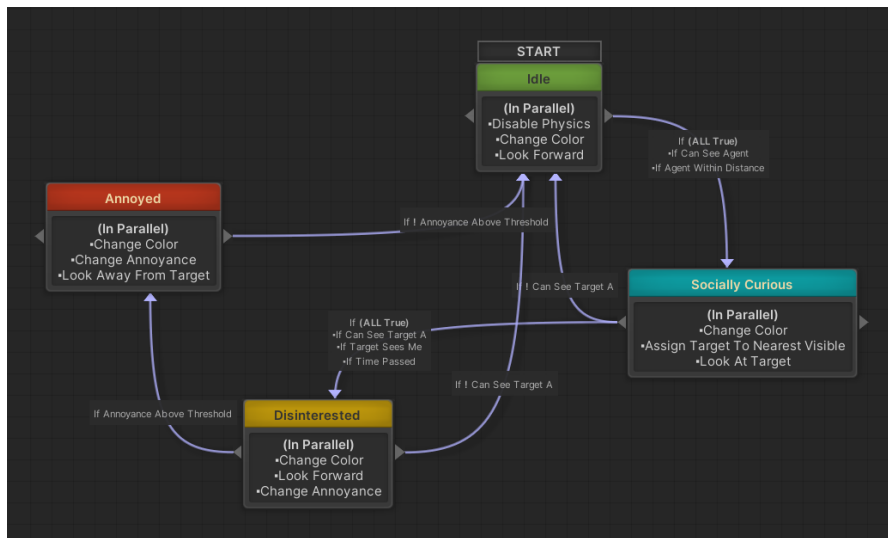 START
Idle
(In Parallel)
▪Disable Physics
▪Change Color
▪Look Forward
If (ALL True)
▪If Can See Agent
▪If Agent Within Distance
Annoyed
(In Parallel)
▪Change Color
▪Change Annoyance
▪Look Away From Target
If ! Annoyance Above Threshold
If ! Can See Target A
Socially Curious
(In Parallel)
▪Change Color
▪Assign Target To Nearest Visible
▪Look At Target
If (ALL True)
▪If Can See Target A
▪If Target Sees Me
▪If Time Passed
If ! Can See Target A
If Annoyance Above Threshold
Disinterested
(In Parallel)
▪Change Color
▪Look Forward
▪Change Annoyance